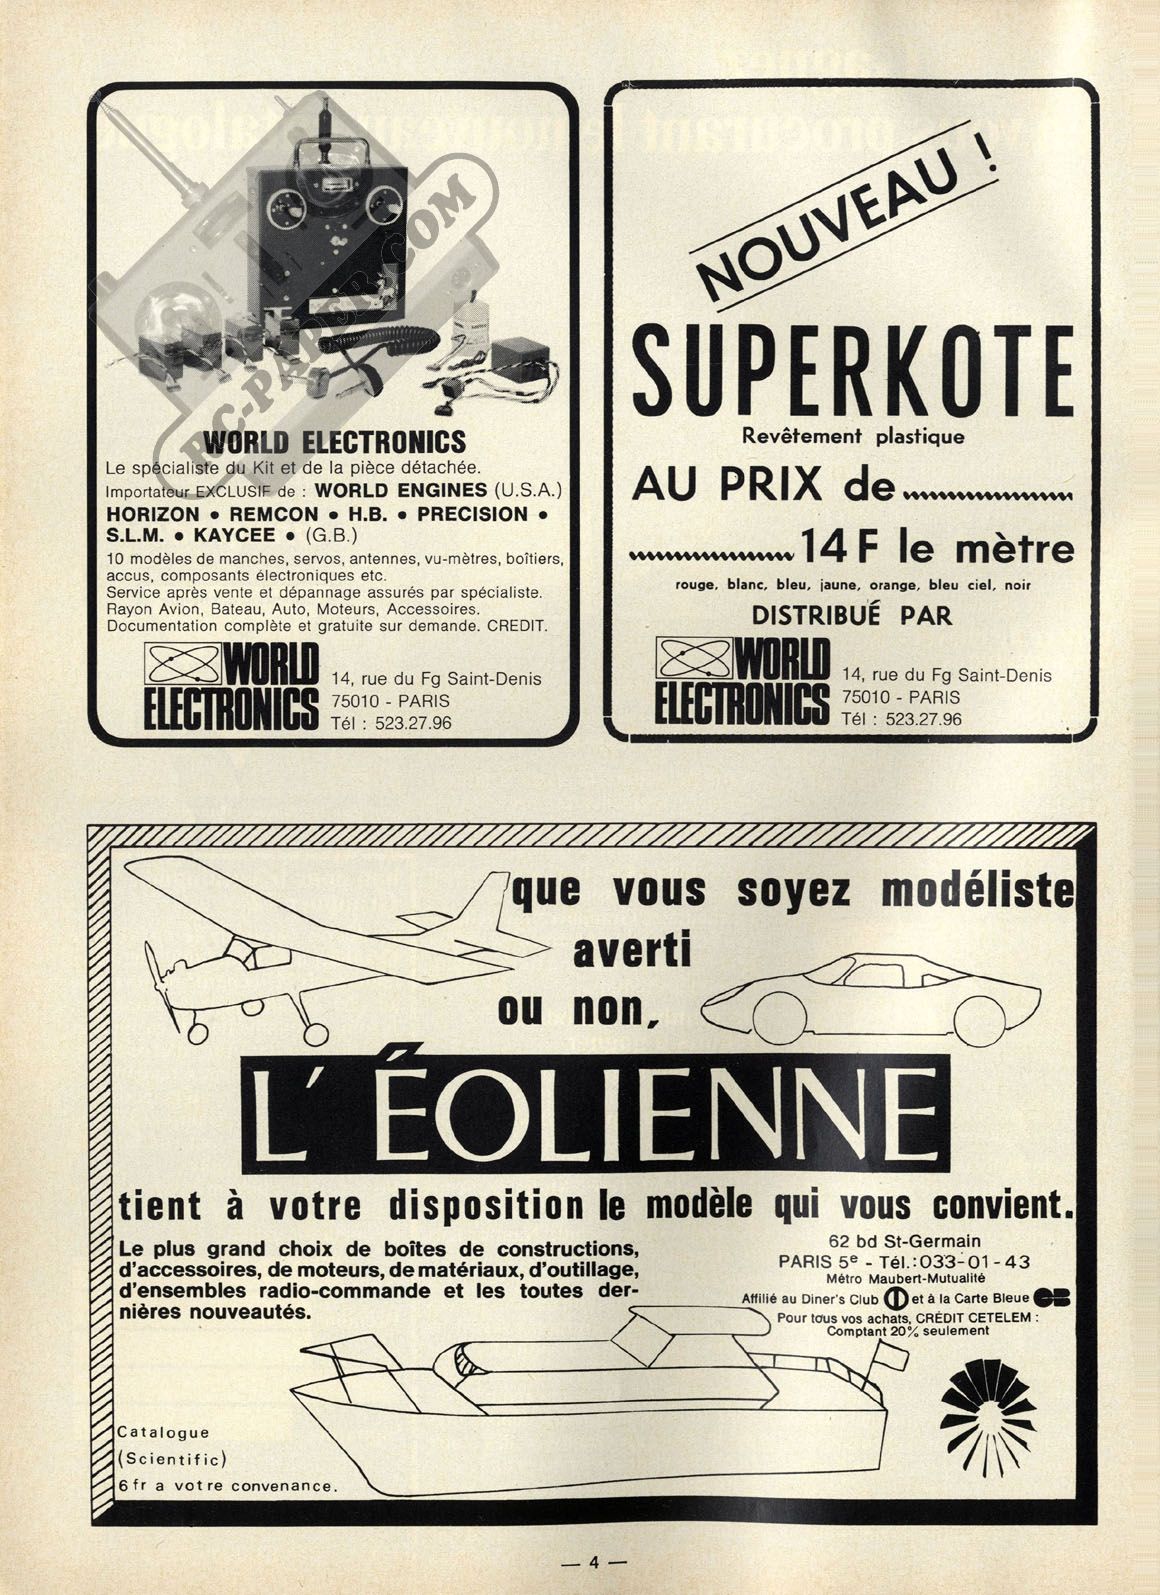 WORLD ELECTRONICS
Le spécialiste du Kit et de la pièce détachée.
Importateur EXCLUSIF de : WORLD ENGINES (U.S.A.)
HORIZON • REMCON • H.B. • PRECISION •
S.L.M. • KAYCEE • (G.B.)
10 modèles de manches, servos, antennes, vu-mètres, boîtiers,
accus, composants électroniques etc.
Service après vente et dépannage assurés par spécialiste.
Rayon Avion, Bateau, Auto, Moteurs, Accessoires.
Documentation complète et gratuite sur demande. CREDIT.
WORLD
ELECTRONICS
14, rue du Fg Saint-Denis
75010 - PARIS
Tél : 523.27.96
RC-PAPER.COM
NOUVEAU !
SUPERKOTE
Revêtement plastique
AU PRIX de
14 F le mètre
rouge, blanc, bleu, jaune, orange, bleu ciel, noir
DISTRIBUÉ PAR
WORLD
ELECTRONICS
14, rue du Fg Saint-Denis
75010 - PARIS
Tél : 523.27.96
que vous soyez modéliste
averti
ou non,
L'ÉOLIENNE
tient à votre disposition le modèle qui vous convient.
Le plus grand choix de boîtes de constructions,
d'accessoires, de moteurs, de matériaux, d'outillage,
d'ensembles radio-commande et les toutes der-
nières nouveautés.
62 bd St-Germain
PARIS 5e - Tél.:033-01-43
Métro Maubert-Mutualité
Affilié au Diner's Club et à la Carte Bleue CB
Pour tous vos achats, CRÉDIT CETELEM :
Comptant 20% seulement
Catalogue
(Scientific)
6 fr a votre convenance.
— 4 —